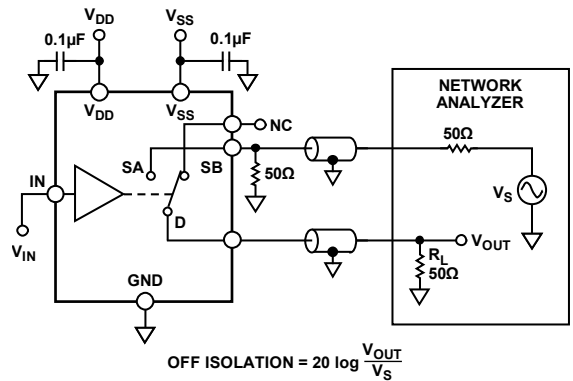 VDD
VSS
0.1µF
0.1µF
VDD
VSS
NC
NETWORK
ANALYZER
50Ω
SA
SB
IN
50Ω
VS
D
VIN
VOUT
RL
50Ω
GND
OFF ISOLATION = 20 log VOUT/VS